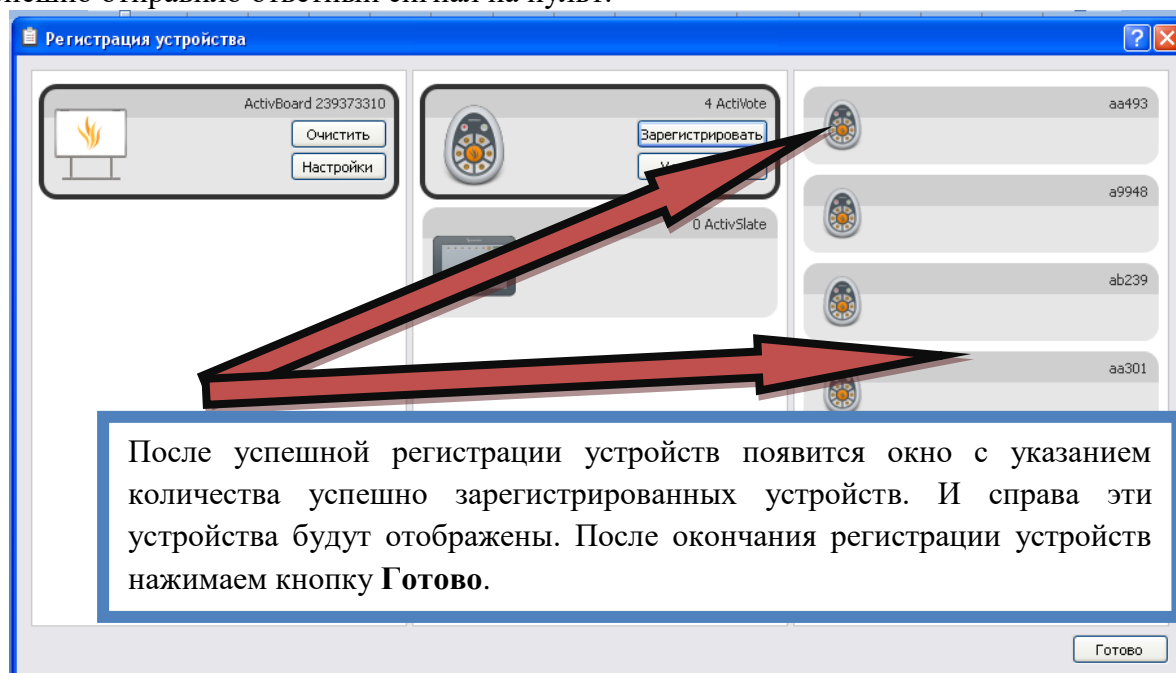 Регистрация устройства
ActivBoard 239373310
Очистить
Настройки
4 ActiVote
Зарегистрировать
0 ActivSlate
aa493
a9948
ab239
aa301
После успешной регистрации устройств появится окно с указанием
количества успешно зарегистрированных устройств. И справа эти
устройства будут отображены. После окончания регистрации устройств
нажимаем кнопку Готово.
Готово